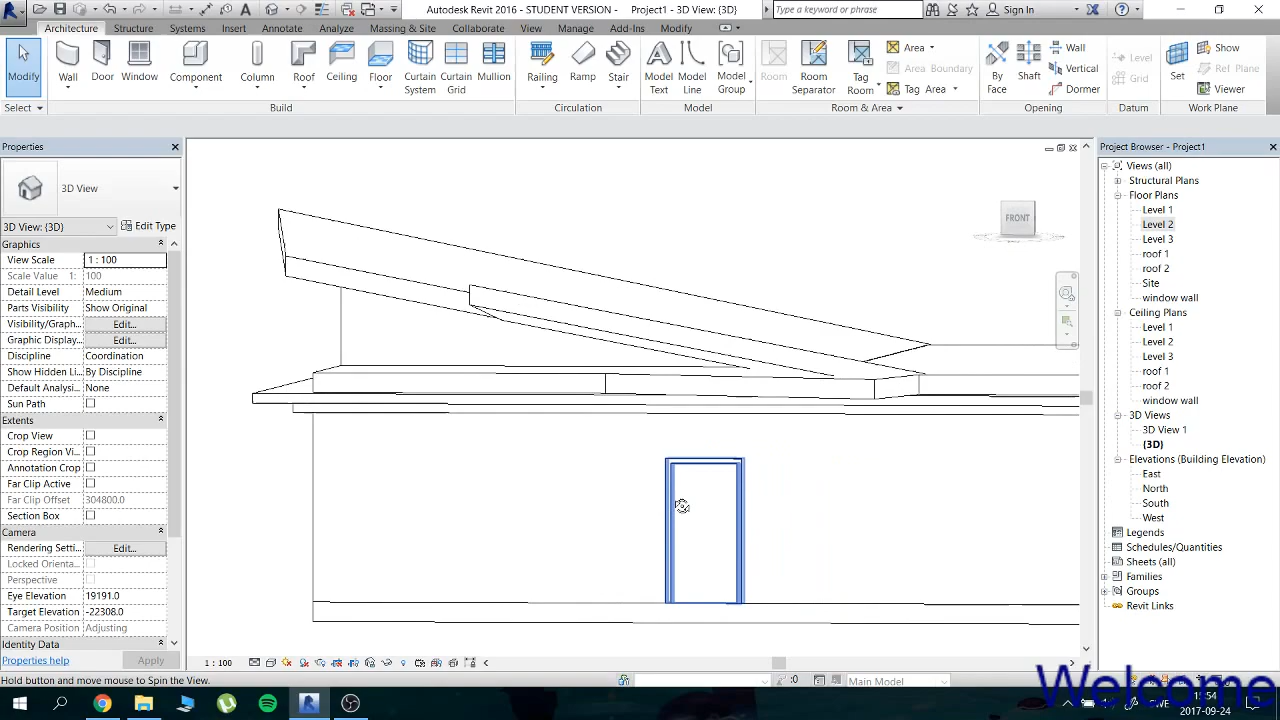 Autodesk Revit 2016 - STUDENT VERSION - Project1 - 3D View: {3D}
Type a keyword or phrase
Sign In
Architecture Structure Systems Insert Annotate Analyze Massing & Site Collaborate View Manage Add-Ins Modify
Modify Wall Door Window Component Column Roof Ceiling Floor Curtain System Curtain Grid Mullion Railing Ramp Stair Model Text Model Line Model Group Room Room Separator Tag Room
Area
Area Boundary
Tag Area
By Face Shaft
Wall
Vertical
Dormer
Level
Grid
Set
Show
Ref Plane
Viewer
Select Build Circulation Model Room & Area Opening Datum Work Plane
Properties
3D View
3D View: {3D} Edit Type
Graphics
View Scale 1 : 100
Scale Value 1: 100
Detail Level Medium
Parts Visibility Show Original
Visibility/Graph... Edit...
Graphic Display... Edit...
Discipline Coordination
Show Hidden Li... By Discipline
Default Analysi... None
Sun Path
Extents
Crop View
Crop Region Vi...
Annotation Crop
Far Clip Active
Far Clip Offset 304800.0
Section Box
Camera
Rendering Setti... Edit...
Locked Orienta...
Perspective
Eye Elevation 19191.0
Target Elevation -22308.0
Camera Position Adjusting
Identity Data
Properties help Apply
FRONT
1 : 100
Project Browser - Project1
Views (all)
Structural Plans
Floor Plans
Level 1
Level 2
Level 3
roof 1
roof 2
Site
window wall
Ceiling Plans
Level 1
Level 2
Level 3
roof 1
roof 2
window wall
3D Views
3D View 1
{3D}
Elevations (Building Elevation)
East
North
South
West
Legends
Schedules/Quantities
Sheets (all)
Families
Groups
Revit Links
Hold button and move mouse to Spin the View.
:0
Main Model
Welcome
SWE
15:54
2017-09-24